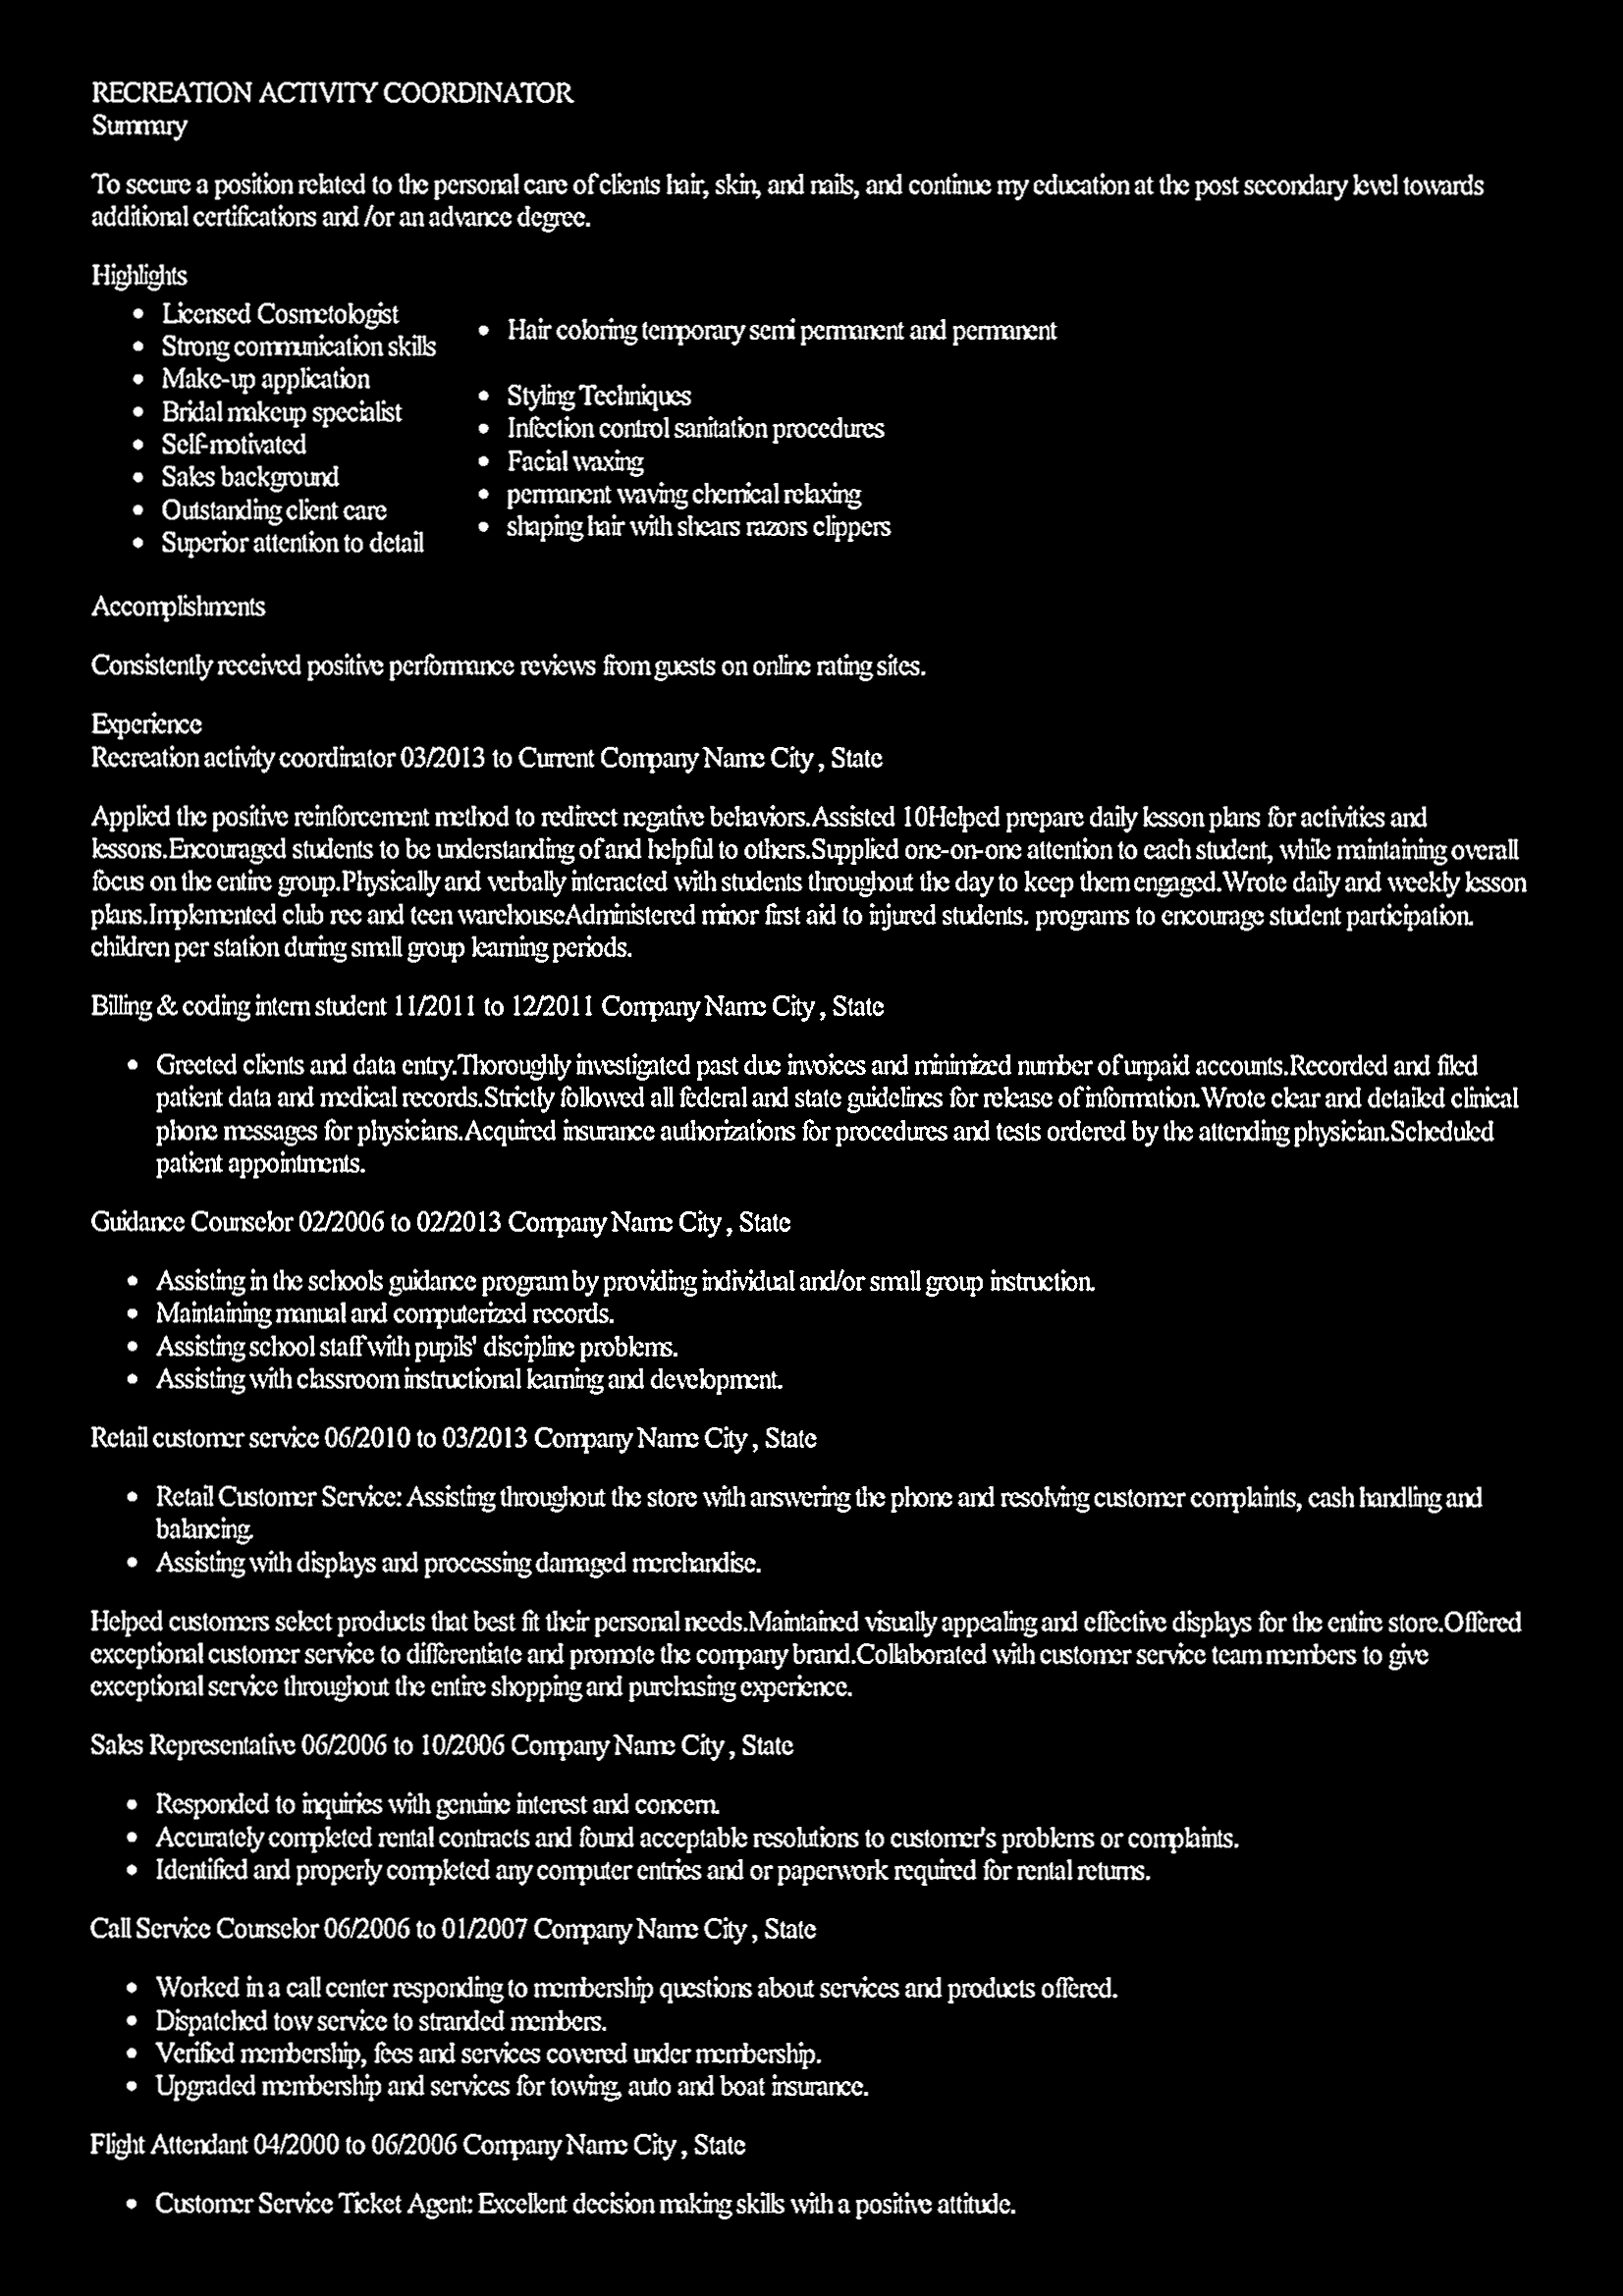 RECREATION ACTIVITY COORDINATOR
Summary
To secure a position related to the personal care of clients hair, skin, and nails, and continue my education at the post secondary level towards
additional certifications and /or an advance degree.
Highlights
• Licensed Cosmetologist
• Strong communication skills
• Make-up application
• Bridal makeup specialist
• Self-motivated
• Sales background
• Outstanding client care
• Superior attention to detail
• Hair coloring temporary semi permanent and permanent
• Styling Techniques
• Infection control sanitation procedures
• Facial waxing
• permanent waving chemical relaxing
• shaping hair with shears razors clippers
Accomplishments
Consistently received positive performance reviews from guests on online rating sites.
Experience
Recreation activity coordinator 03/2013 to Current Company Name City , State
Applied the positive reinforcement method to redirect negative behaviors.Assisted 10Helped prepare daily lesson plans for activities and
lessons.Encouraged students to be understanding of and helpful to others.Supplied one-on-one attention to each student, while maintaining overall
focus on the entire group.Physically and verbally interacted with students throughout the day to keep them engaged.Wrote daily and weekly lesson
plans.Implemented club rec and teen warehouseAdministered minor first aid to injured students. programs to encourage student participation.
children per station during small group learning periods.
Billing & coding intern student 11/2011 to 12/2011 Company Name City , State
• Greeted clients and data entry.Thoroughly investigated past due invoices and minimized number of unpaid accounts.Recorded and filed
patient data and medical records.Strictly followed all federal and state guidelines for release of information.Wrote clear and detailed clinical
phone messages for physicians.Acquired insurance authorizations for procedures and tests ordered by the attending physician.Scheduled
patient appointments.
Guidance Counselor 02/2006 to 02/2013 Company Name City , State
• Assisting in the schools guidance program by providing individual and/or small group instruction.
• Maintaining manual and computerized records.
• Assisting school staff with pupils' discipline problems.
• Assisting with classroom instructional learning and development.
Retail customer service 06/2010 to 03/2013 Company Name City , State
• Retail Customer Service: Assisting throughout the store with answering the phone and resolving customer complaints, cash handling and
balancing.
• Assisting with displays and processing damaged merchandise.
Helped customers select products that best fit their personal needs.Maintained visually appealing and effective displays for the entire store.Offered
exceptional customer service to differentiate and promote the company brand.Collaborated with customer service team members to give
exceptional service throughout the entire shopping and purchasing experience.
Sales Representative 06/2006 to 10/2006 Company Name City , State
• Responded to inquiries with genuine interest and concern.
• Accurately completed rental contracts and found acceptable resolutions to customer's problems or complaints.
• Identified and properly completed any computer entries and or paperwork required for rental returns.
Call Service Counselor 06/2006 to 01/2007 Company Name City , State
• Worked in a call center responding to membership questions about services and products offered.
• Dispatched tow service to stranded members.
• Verified membership, fees and services covered under membership.
• Upgraded membership and services for towing, auto and boat insurance.
Flight Attendant 04/2000 to 06/2006 Company Name City , State
• Customer Service Ticket Agent: Excellent decision making skills with a positive attitude.